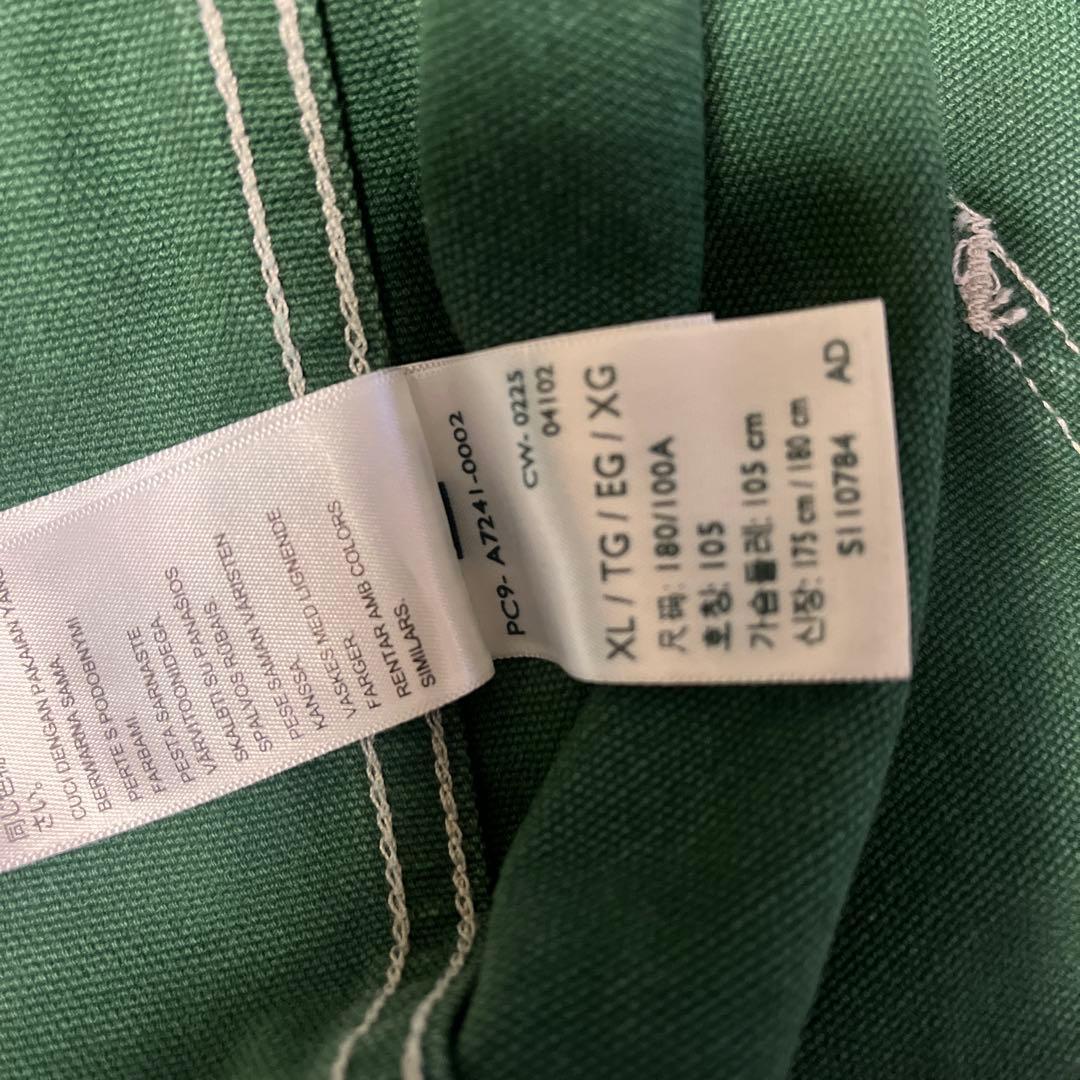 さい。
CUCI DENGAN PAKAIAN
BERWARNA SAMA
PERTE S PODOBNYMI
FARBAMI
PESTA SARNASTE
VÄRVITOONIDEGA.
SKALBTI SU PANAŠIOS
SPALVOS RŪBAIS.
PESE SAMAN VÄRISTEN
KANSSA.
VASKES MED LIGNENDE
FARGER.
RENTAR AMB COLORS
SIMILARS.
PC9- A7241-0002
CW- 0225
04102
XL / TG / EG / XG
尺码: 180/100A
호칭: 105
가슴둘레: 105 cm
신장: 175 cm / 180 cm
S110784 AD